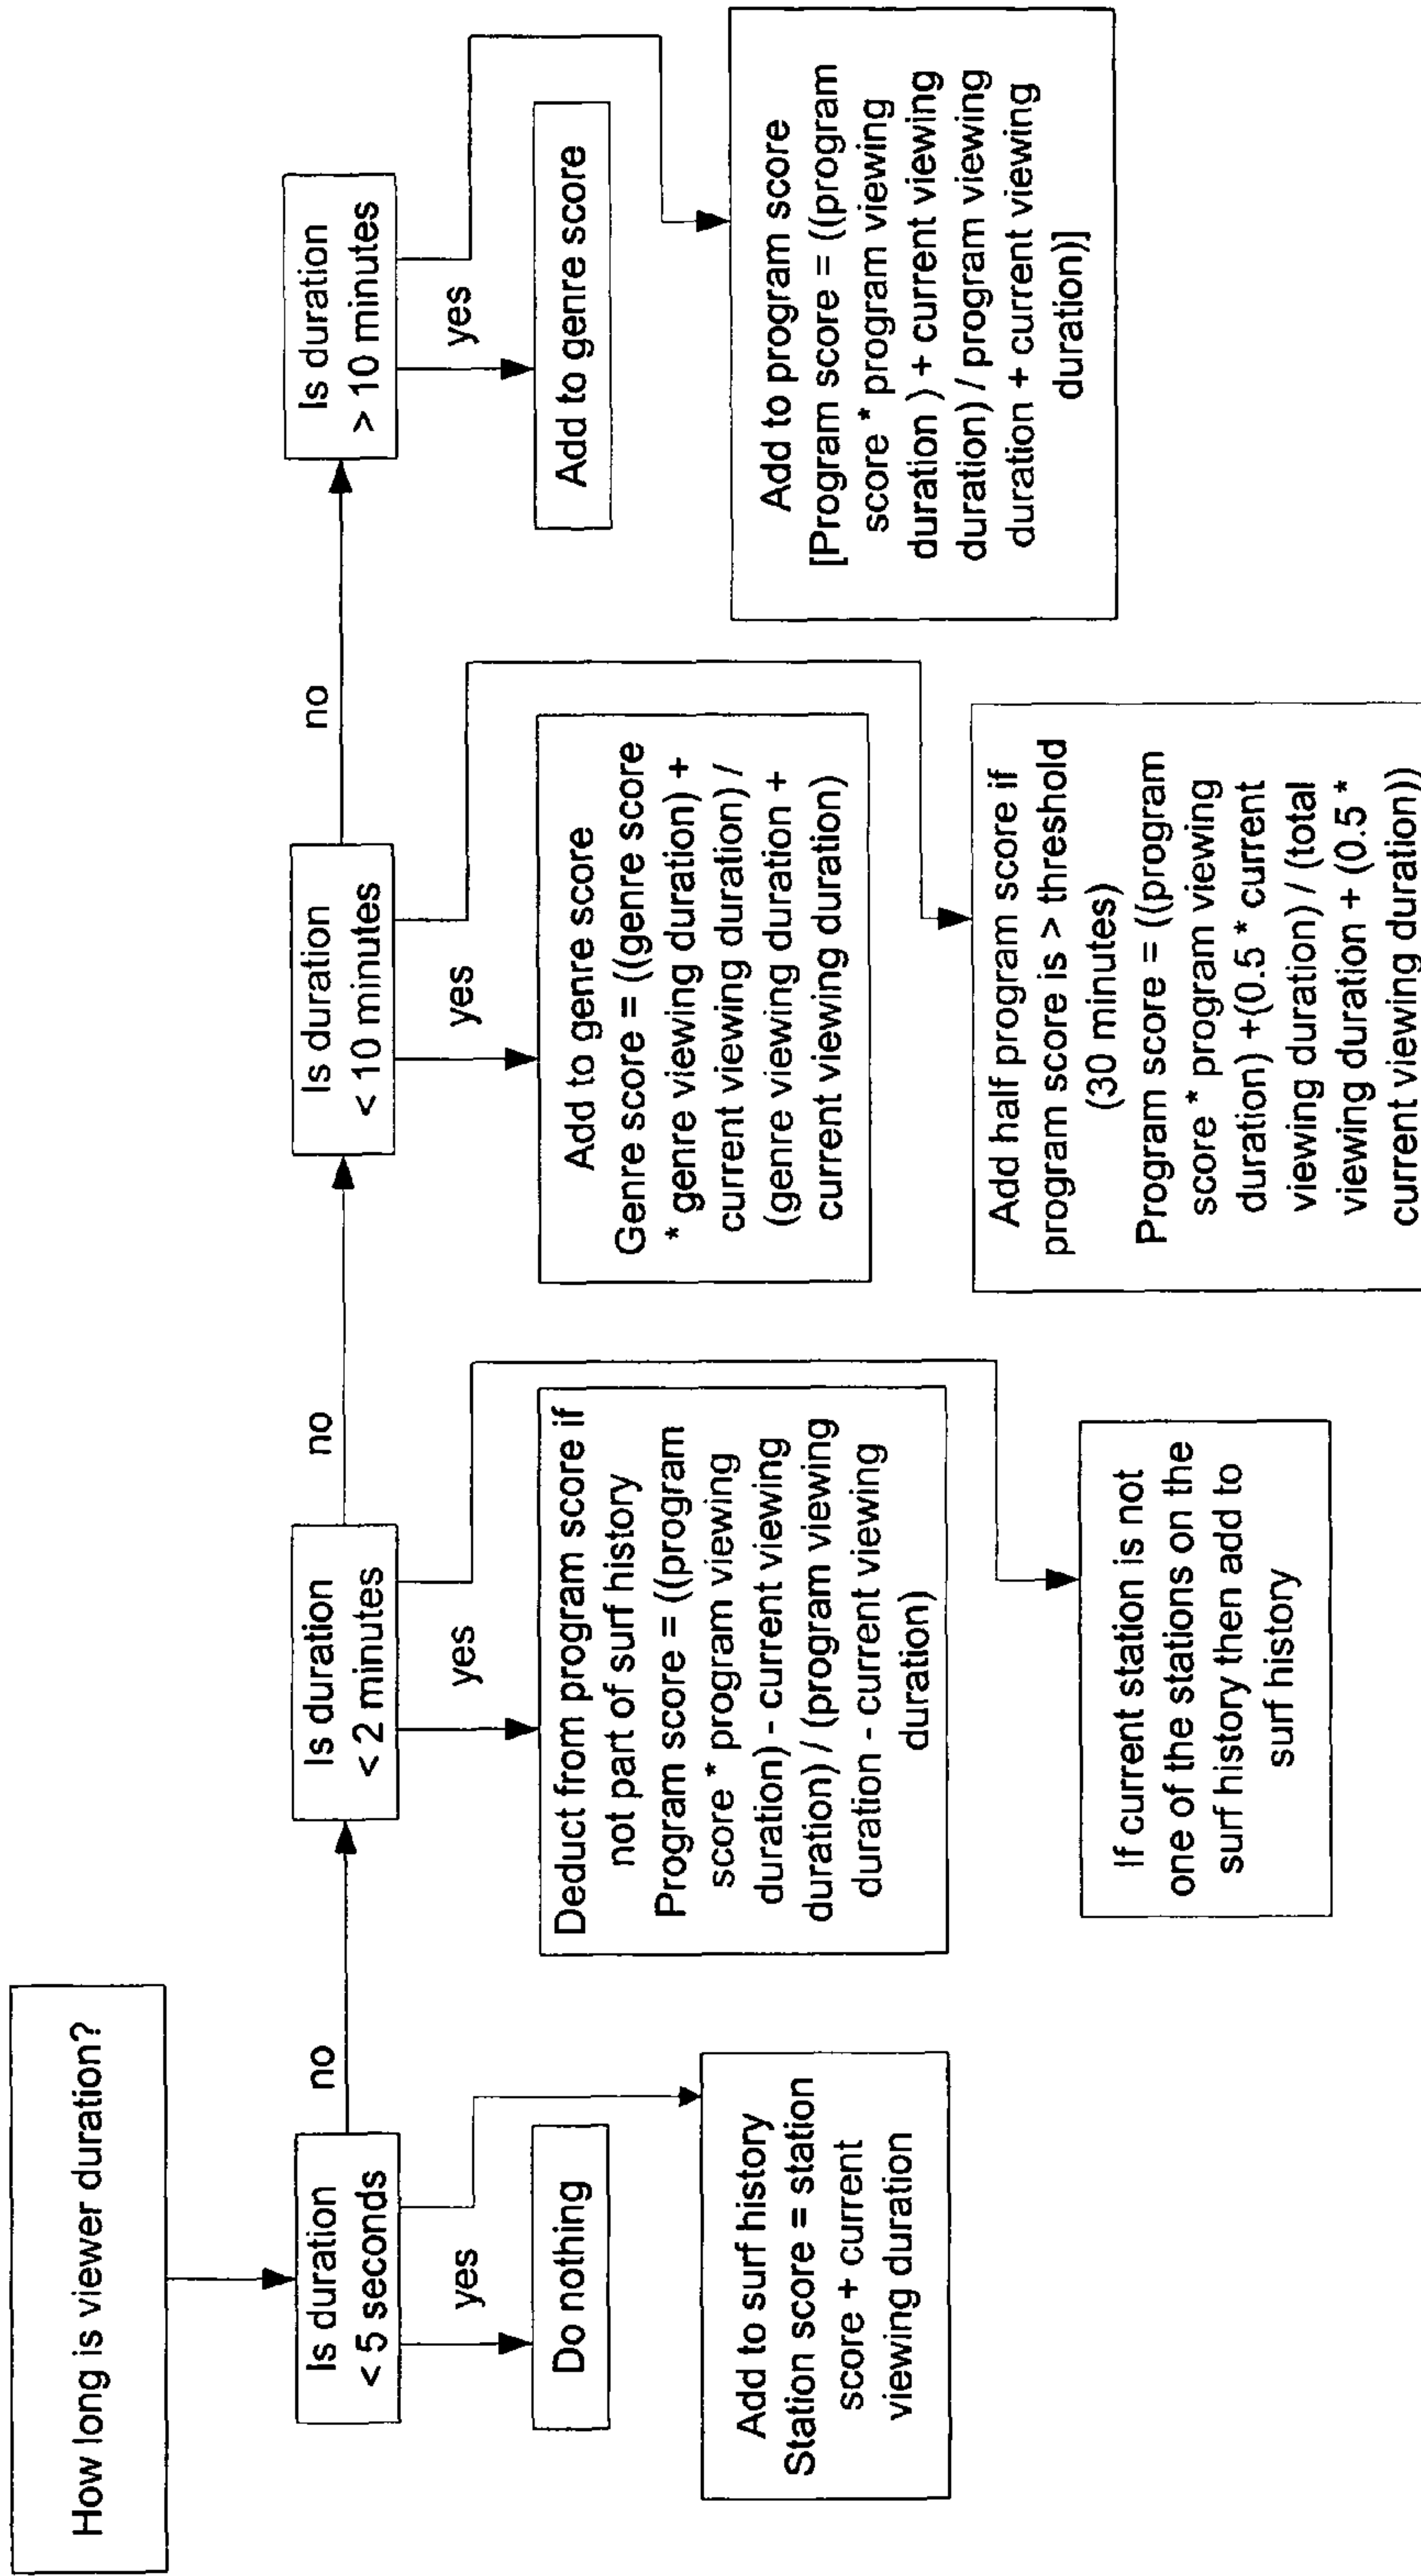 How long is viewer duration?
Is duration
< 5 seconds
no
yes
Do nothing
Add to surf history
Station score = station
score + current
viewing duration
Is duration
< 2 minutes
no
yes
Deduct from program score if
not part of surf history
Program score = ((program
score * program viewing
duration) - current viewing
duration) / (program viewing
duration - current viewing
duration)
If current station is not
one of the stations on the
surf history then add to
surf history
Is duration
< 10 minutes
no
yes
Add to genre score
Genre score = ((genre score
* genre viewing duration) +
current viewing duration) /
(genre viewing duration +
current viewing duration)
Add half program score if
program score is > threshold
(30 minutes)
Program score = ((program
score * program viewing
duration) +(0.5 * current
viewing duration) / (total
viewing duration + (0.5 *
current viewing duration))
Is duration
> 10 minutes
yes
Add to genre score
Add to program score
[Program score = ((program
score * program viewing
duration ) + current viewing
duration) / program viewing
duration + current viewing
duration)]